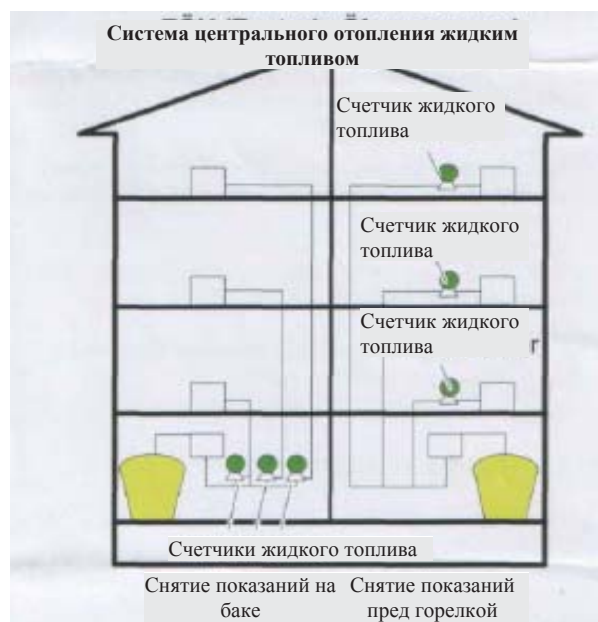 Система центрального отопления жидким
топливом
Счетчик жидкого
топлива
Счетчик жидкого
топлива
Счетчик жидкого
топлива
Счетчики жидкого топлива
Снятие показаний на
баке
Снятие показаний
пред горелкой